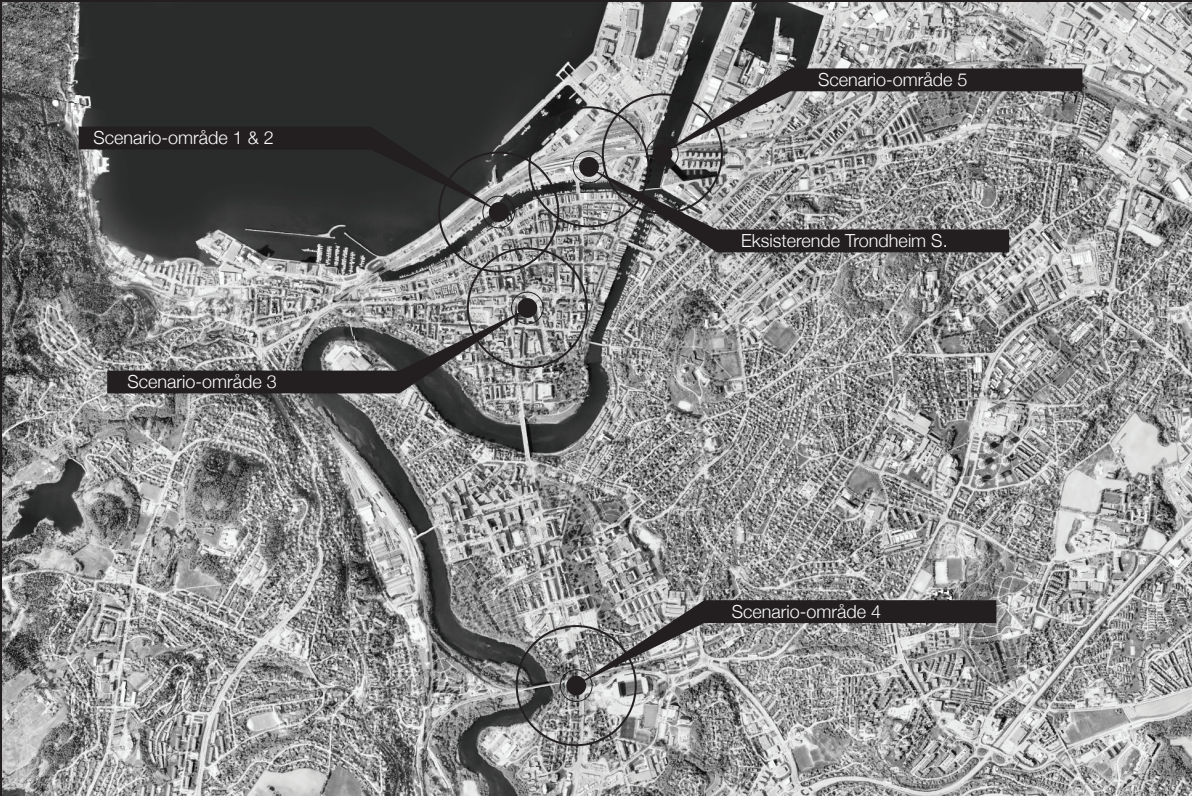 Scenario-område 5
Scenario-område 1 & 2
Eksisterende Trondheim S.
Scenario-område 3
Scenario-område 4